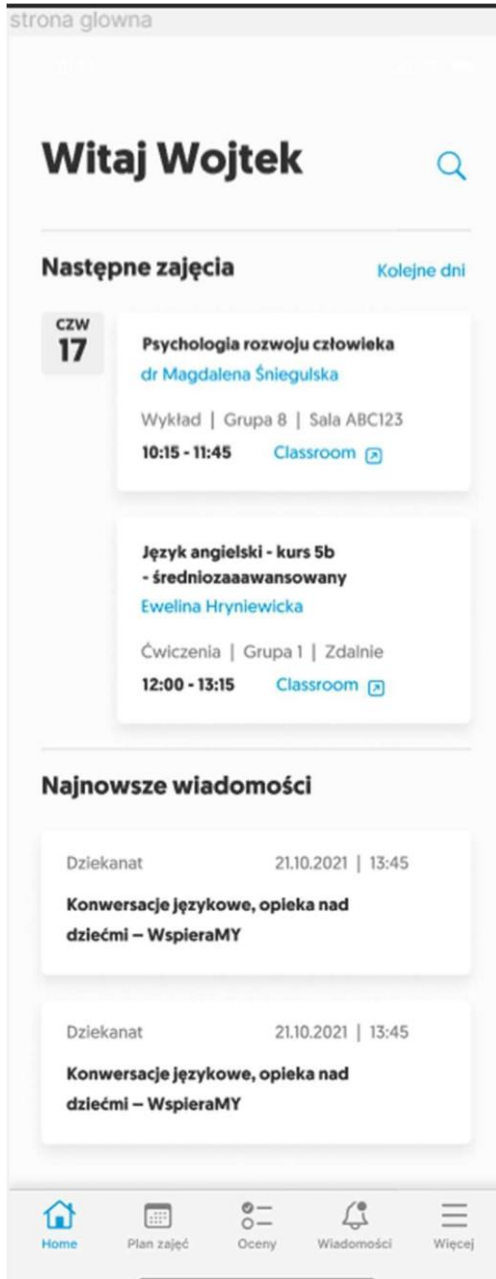 strona glowna
Witaj Wojtek
Następne zajęcia
Kolejne dni
CZW
17
Psychologia rozwoju człowieka
dr Magdalena Śniegulska
Wykład | Grupa 8 | Sala ABC123
10:15 - 11:45 Classroom
Język angielski - kurs 5b
- średniozaaawansowany
Ewelina Hryniewicka
Ćwiczenia | Grupa 1 | Zdalnie
12:00 - 13:15 Classroom
Najnowsze wiadomości
Dziekanat 21.10.2021 | 13:45
Konwersacje językowe, opieka nad
dziećmi – WspieraMY
Dziekanat 21.10.2021 | 13:45
Konwersacje językowe, opieka nad
dziećmi – WspieraMY
Home Plan zajęć Oceny Wiadomości Więcej